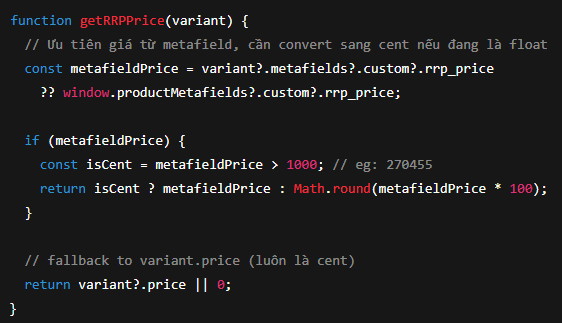 function getRRPPrice(variant) {
// Ưu tiên giá từ metafield, cần convert sang cent nếu đang là float
const metafieldPrice = variant?.metafields?.custom?.rrp_price
?? window.productMetafields?.custom?.rrp_price;
if (metafieldPrice) {
const isCent = metafieldPrice > 1000; // eg: 270455
return isCent ? metafieldPrice : Math.round(metafieldPrice * 100);
}
// fallback to variant.price (luôn là cent)
return variant?.price || 0;
}